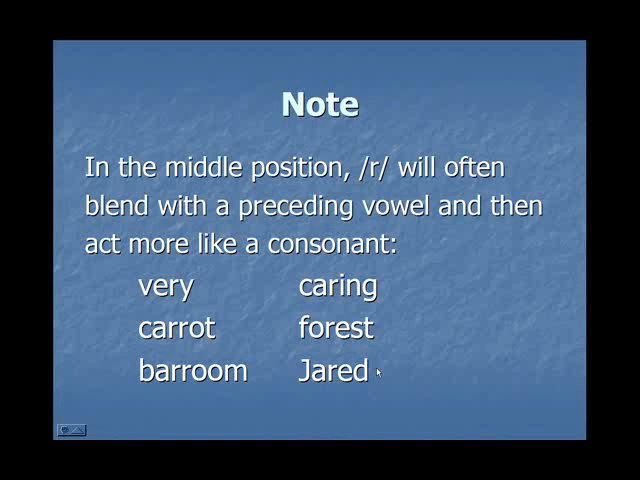 Note
In the middle position, /r/ will often
blend with a preceding vowel and then
act more like a consonant:
very caring
carrot forest
barroom Jared